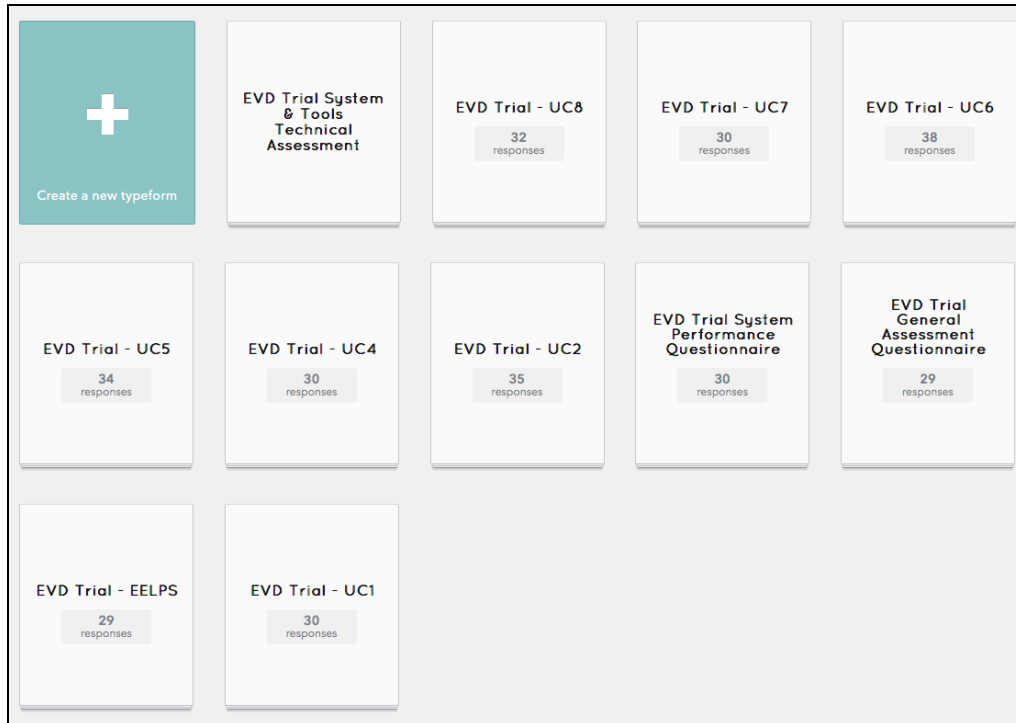 Create a new typeform
EVD Trial System
& Tools
Technical
Assessment
EVD Trial - UC8
32
responses
EVD Trial - UC7
30
responses
EVD Trial - UC6
38
responses
EVD Trial - UC5
34
responses
EVD Trial - UC4
30
responses
EVD Trial - UC2
35
responses
EVD Trial System
Performance
Questionnaire
30
responses
EVD Trial
General
Assessment
Questionnaire
29
responses
EVD Trial - EELPS
29
responses
EVD Trial - UC1
30
responses